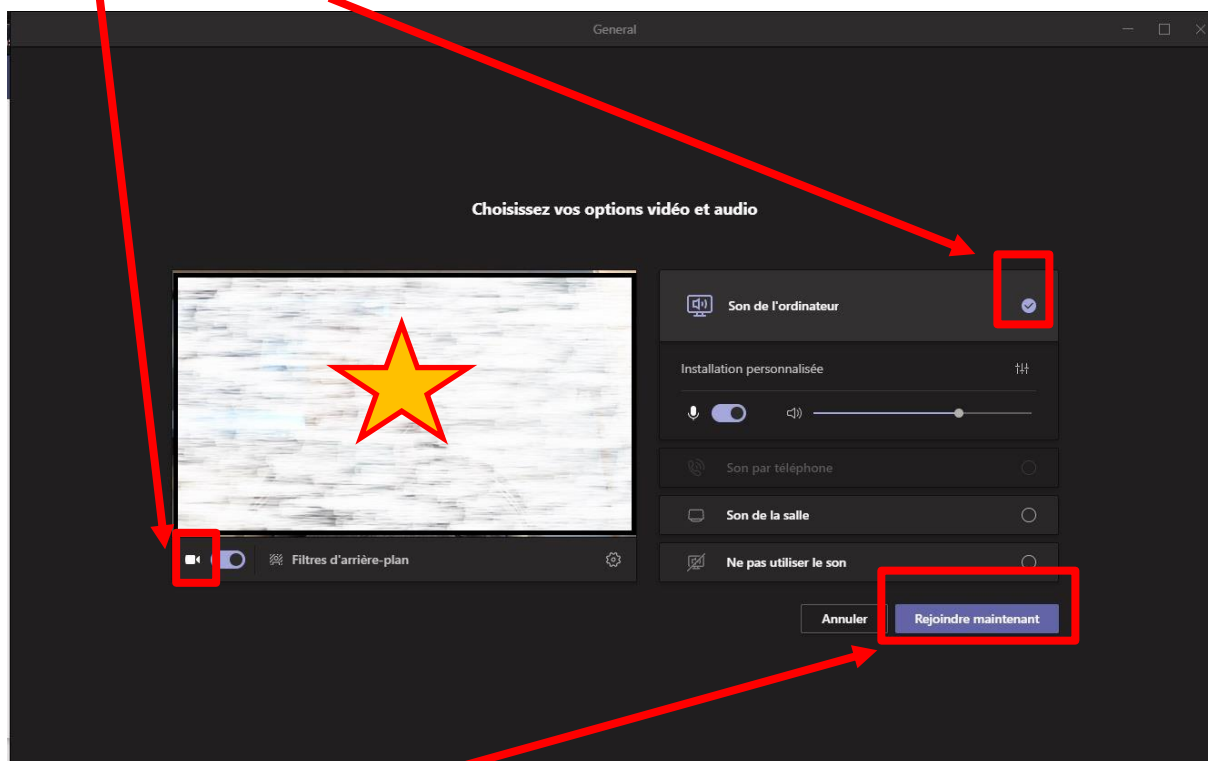 General
Choisissez vos options vidéo et audio
Son de l'ordinateur
Installation personnalisée
Son par téléphone
Son de la salle
Filtres d'arrière-plan
Ne pas utiliser le son
Annuler
Rejoindre maintenant